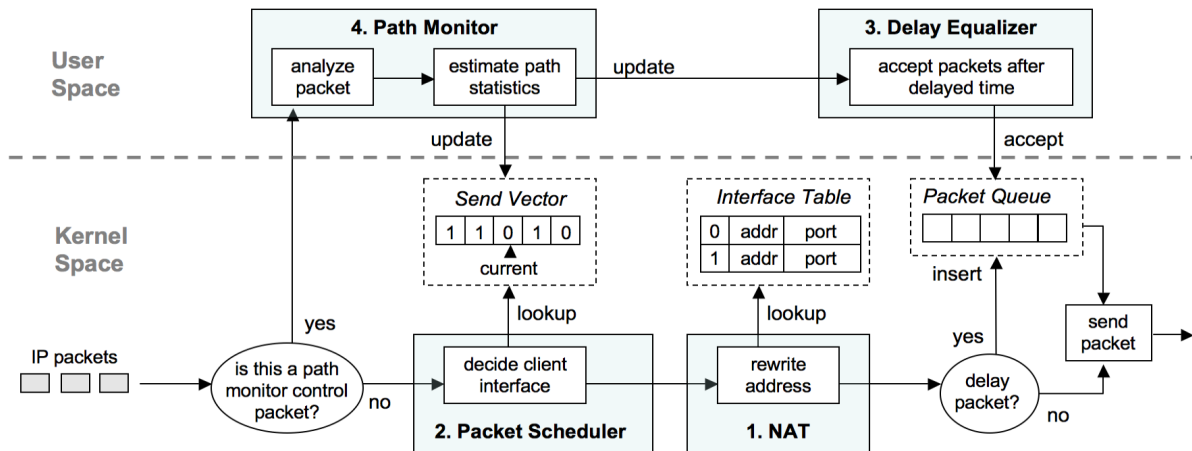 4. Path Monitor
3. Delay Equalizer
User
Space
analyze
packet
estimate path
statistics
update
accept packets after
delayed time
update
accept
Kernel
Space
Send Vector
1 1 0 1 0
current
Interface Table
0 addr port
1 addr port
Packet Queue
insert
yes
lookup
lookup
yes
send
packet
IP packets
is this a path
monitor control
packet?
no
decide client
interface
rewrite
address
delay
packet?
no
2. Packet Scheduler
1. NAT